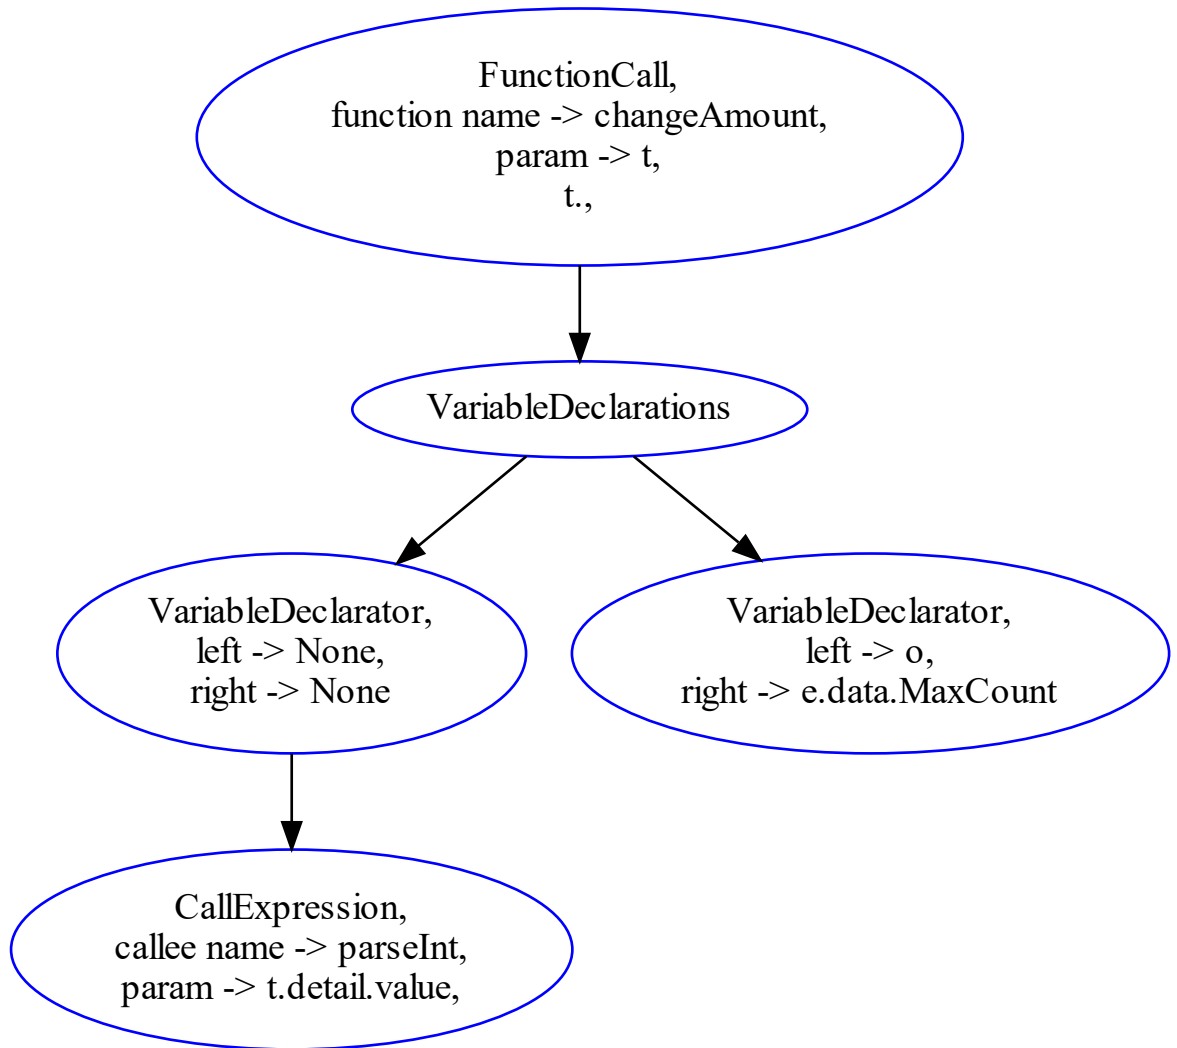 FunctionCall,
function name -> changeAmount,
param -> t,
t.,
VariableDeclarations
VariableDeclarator,
left -> None,
right -> None
VariableDeclarator,
left -> o,
right -> e.data.MaxCount
CallExpression,
callee name -> parseInt,
param -> t.detail.value,